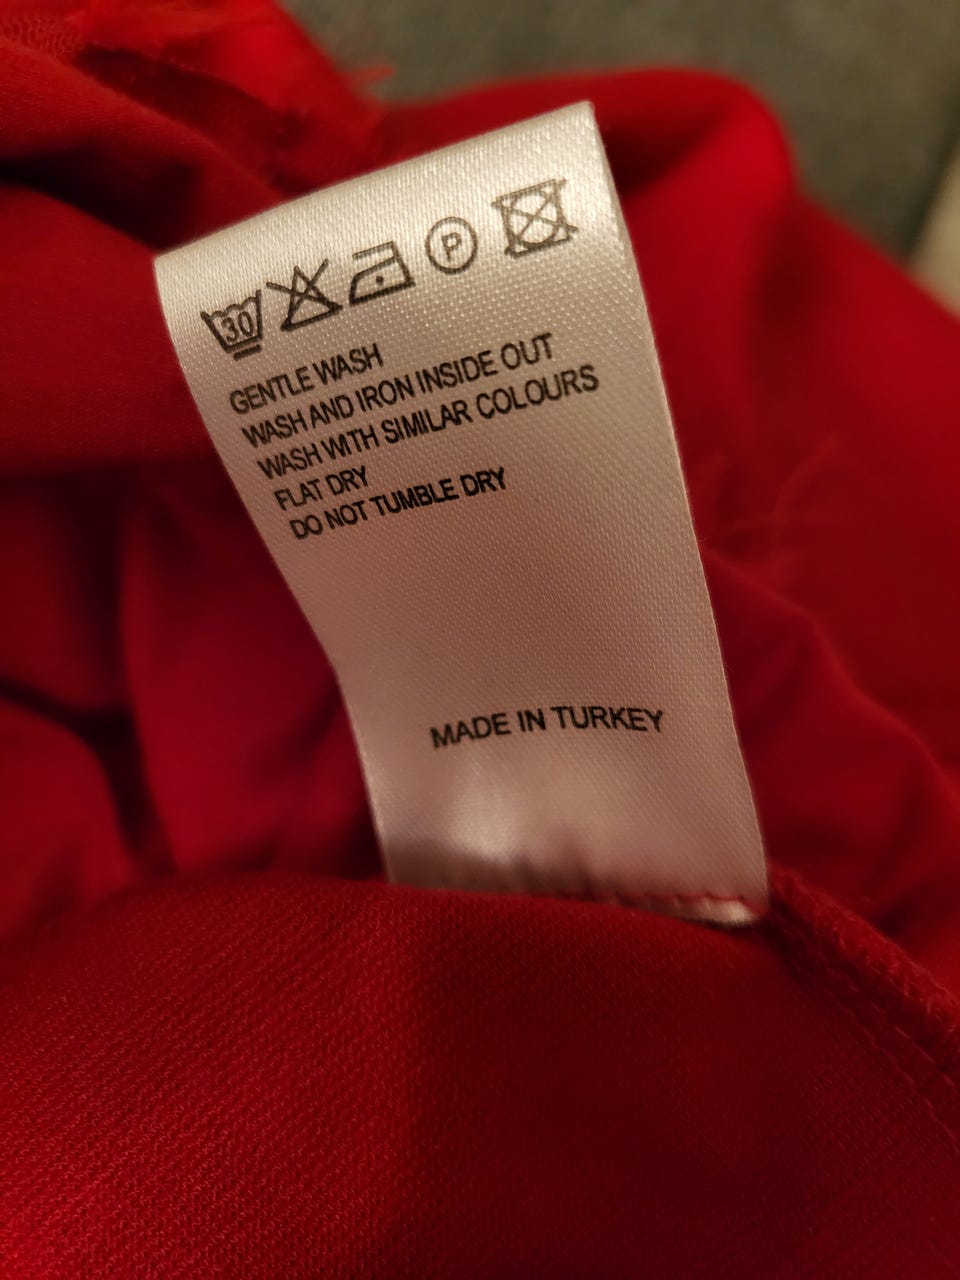 30 P
GENTLE WASH
WASH AND IRON INSIDE OUT
WASH WITH SIMILAR COLOURS
FLAT DRY
DO NOT TUMBLE DRY
MADE IN TURKEY